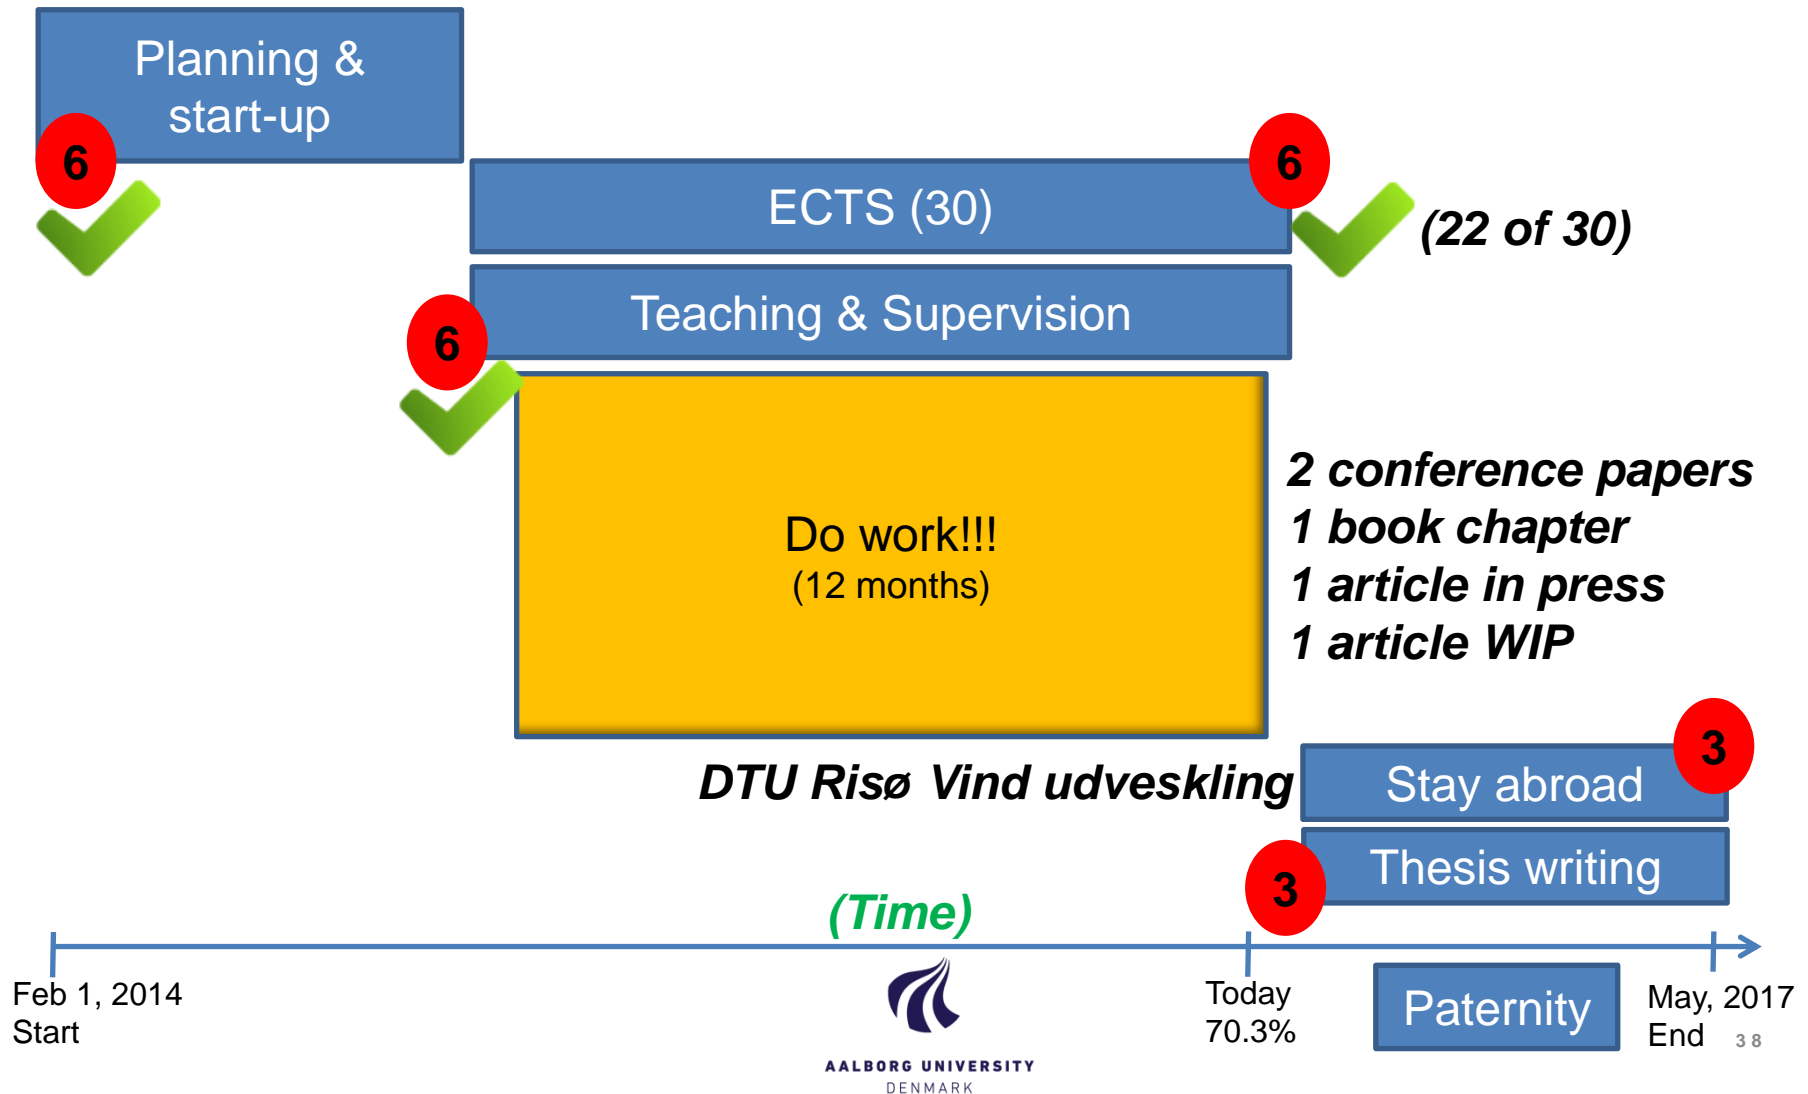 Planning &
start-up
6
ECTS (30)
6
(22 of 30)
Teaching & Supervision
6
Do work!!!
(12 months)
2 conference papers
1 book chapter
1 article in press
1 article WIP
DTU Risø Vind udveskling
Stay abroad
3
Thesis writing
3
(Time)
Feb 1, 2014
Start
Today
70.3%
Paternity
May, 2017
End
38
AALBORG UNIVERSITY
DENMARK